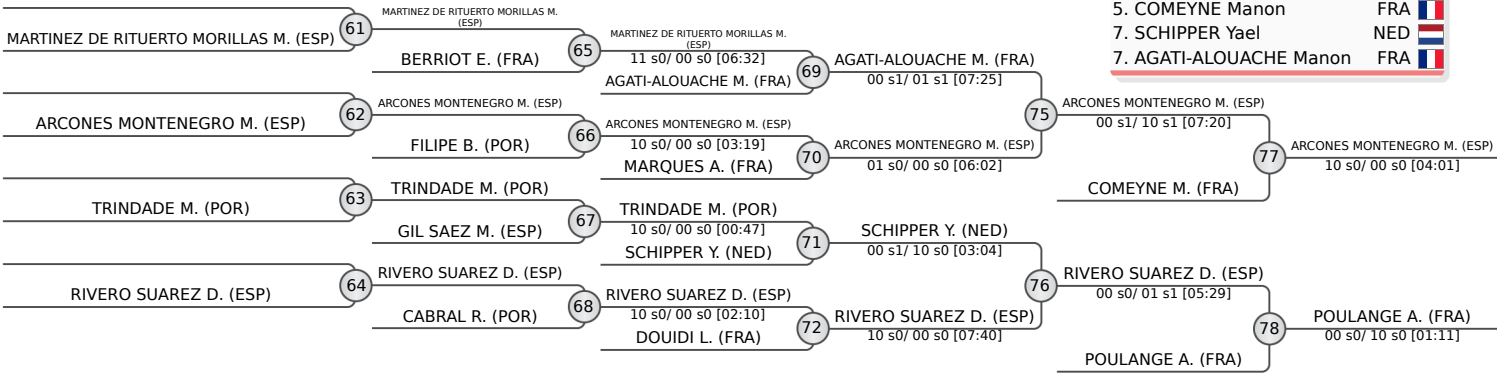 5. COMEYNE Manon FRA
7. SCHIPPER Yael NED
7. AGATI-ALOUACHE Manon FRA
MARTINEZ DE RITUERTO MORILLAS M. (ESP)
61
ARCONES MONTENEGRO M. (ESP)
62
TRINDADE M. (POR)
63
RIVERO SUAREZ D. (ESP)
64
MARTINEZ DE RITUERTO MORILLAS M.
(ESP)
BERRIOT E. (FRA)
65
ARCONES MONTENEGRO M. (ESP)
FILIPE B. (POR)
66
TRINDADE M. (POR)
GIL SAEZ M. (ESP)
67
RIVERO SUAREZ D. (ESP)
CABRAL R. (POR)
68
MARTINEZ DE RITUERTO MORILLAS M.
(ESP)
11 s0/ 00 s0 [06:32]
AGATI-ALOUACHE M. (FRA)
69
ARCONES MONTENEGRO M. (ESP)
10 s0/ 00 s0 [03:19]
MARQUES A. (FRA)
70
TRINDADE M. (POR)
10 s0/ 00 s0 [00:47]
SCHIPPER Y. (NED)
71
RIVERO SUAREZ D. (ESP)
10 s0/ 00 s0 [02:10]
DOUIDI L. (FRA)
72
AGATI-ALOUACHE M. (FRA)
00 s1/ 01 s1 [07:25]
75
ARCONES MONTENEGRO M. (ESP)
01 s0/ 00 s0 [06:02]
SCHIPPER Y. (NED)
00 s1/ 10 s0 [03:04]
76
RIVERO SUAREZ D. (ESP)
10 s0/ 00 s0 [07:40]
ARCONES MONTENEGRO M. (ESP)
00 s1/ 10 s1 [07:20]
77
COMEYNE M. (FRA)
RIVERO SUAREZ D. (ESP)
00 s0/ 01 s1 [05:29]
78
POULANGE A. (FRA)
ARCONES MONTENEGRO M. (ESP)
10 s0/ 00 s0 [04:01]
POULANGE A. (FRA)
00 s0/ 10 s0 [01:11]